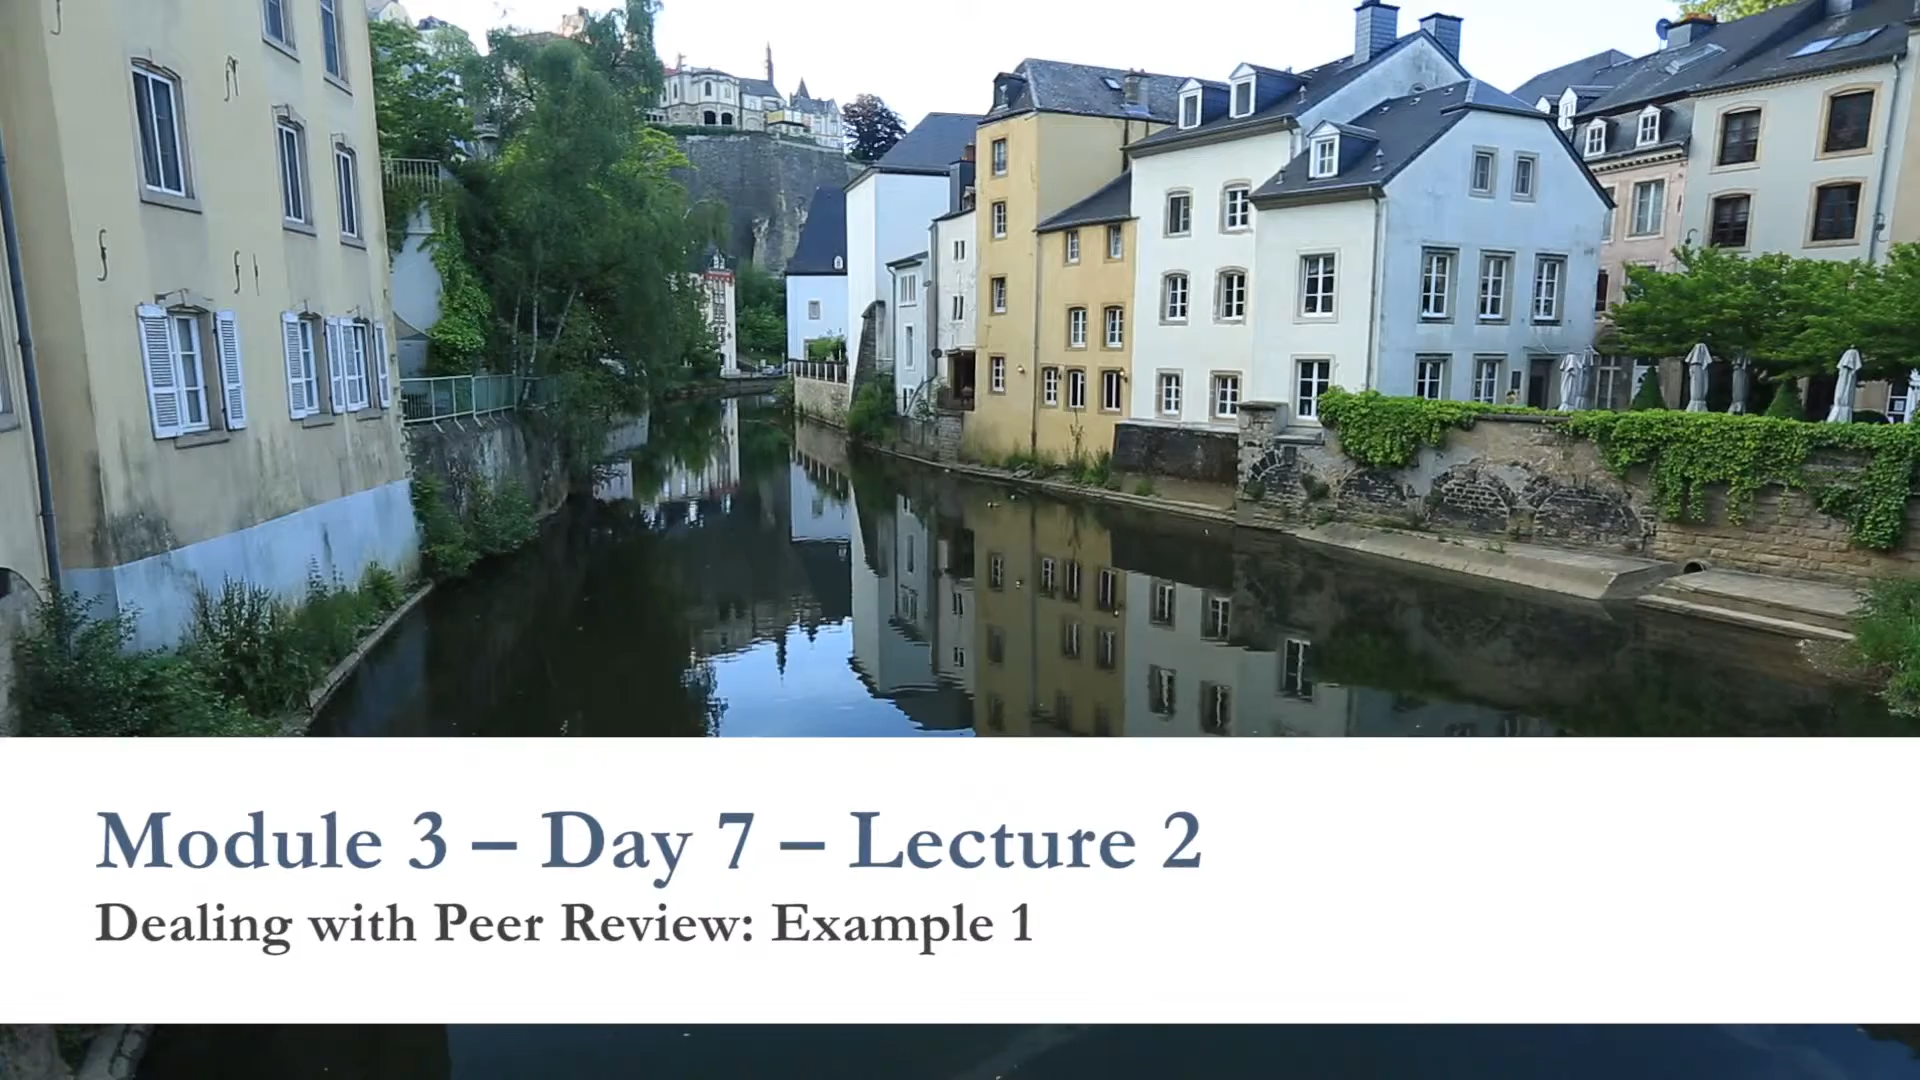 Module 3 – Day 7 – Lecture 2
Dealing with Peer Review: Example 1